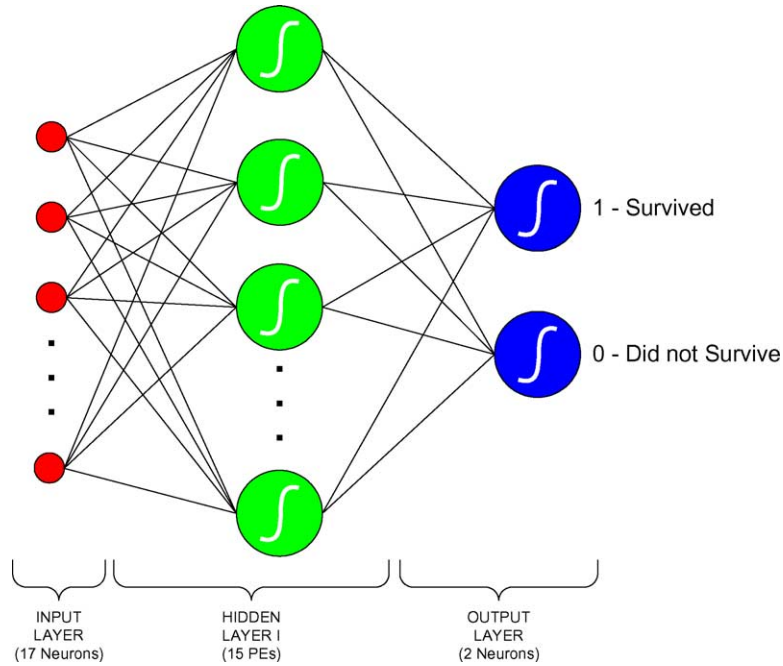 1 - Survived
0 - Did not Survive
INPUT
LAYER
(17 Neurons)
HIDDEN
LAYER I
(15 PEs)
OUTPUT
LAYER
(2 Neurons)